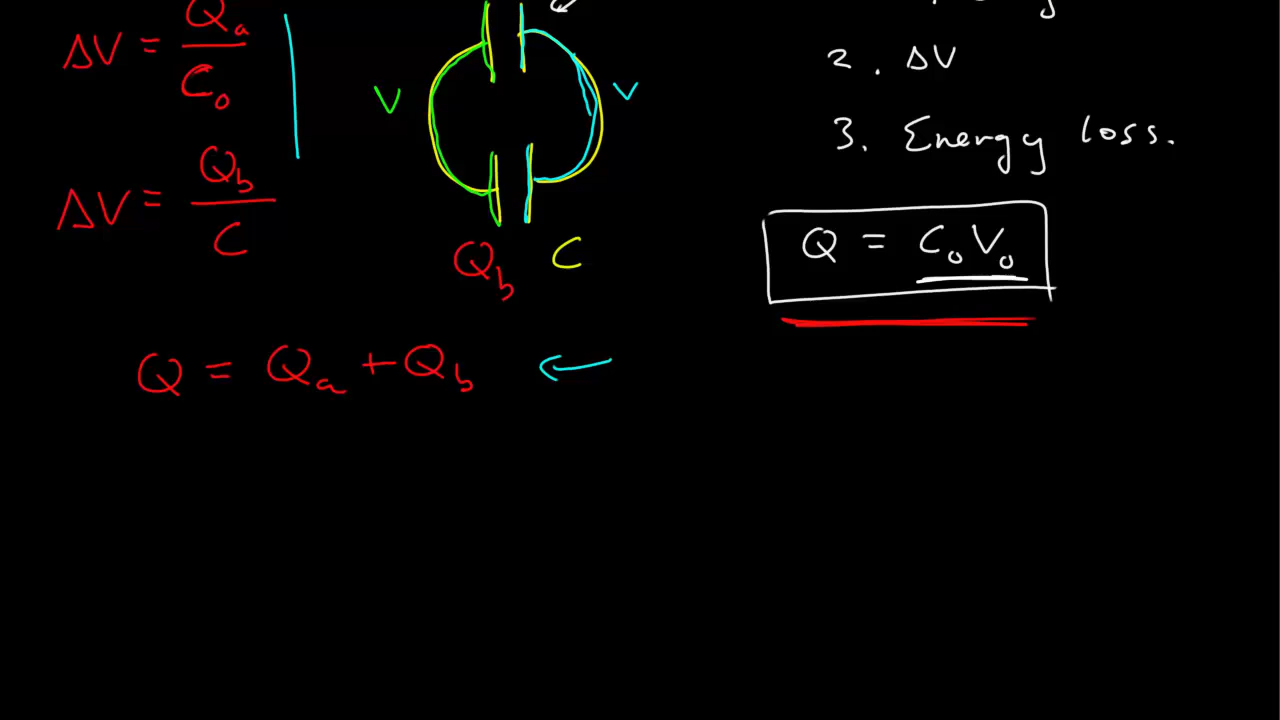 ΔV = Qa / C₀
V
V
2. ΔV
3. Energy loss.
ΔV = Qb / C
Qb C
Q = C₀V₀
Q = Qa + Qb